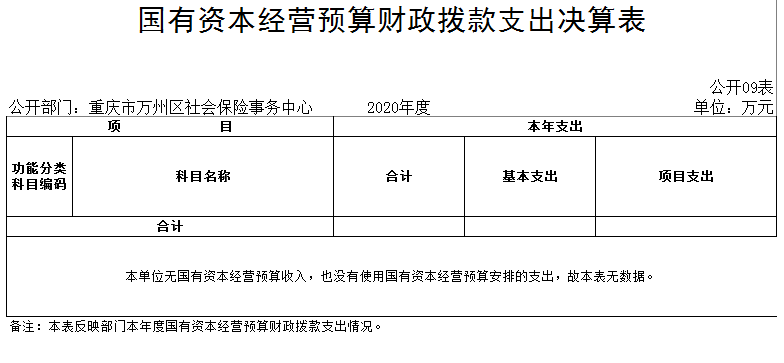 国有资本经营预算财政拨款支出决算表
公开09表
公开部门：重庆市万州区社会保险事务中心 2020年度 单位：万元
项 目 本年支出
功能分类
科目编码 科目名称 合计 基本支出 项目支出
合计
本单位无国有资本经营预算收入，也没有使用国有资本经营预算安排的支出，故本表无数据。
备注：本表反映部门本年度国有资本经营预算财政拨款支出情况。